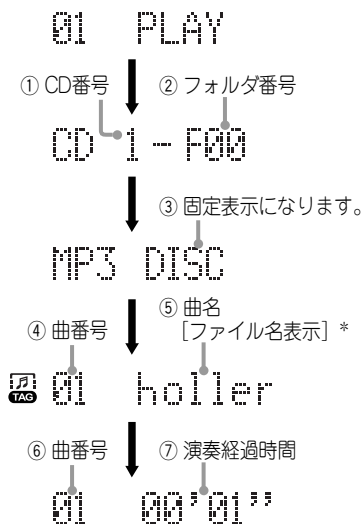 01 PLAY
① CD番号 ② フォルダ番号
CD 1 - F00
③ 固定表示になります。
MP3 DISC
⑤ 曲名
④ 曲番号 [ファイル名表示] *
TAG 01 holler
⑥ 曲番号 ⑦ 演奏経過時間
01 00’01’’